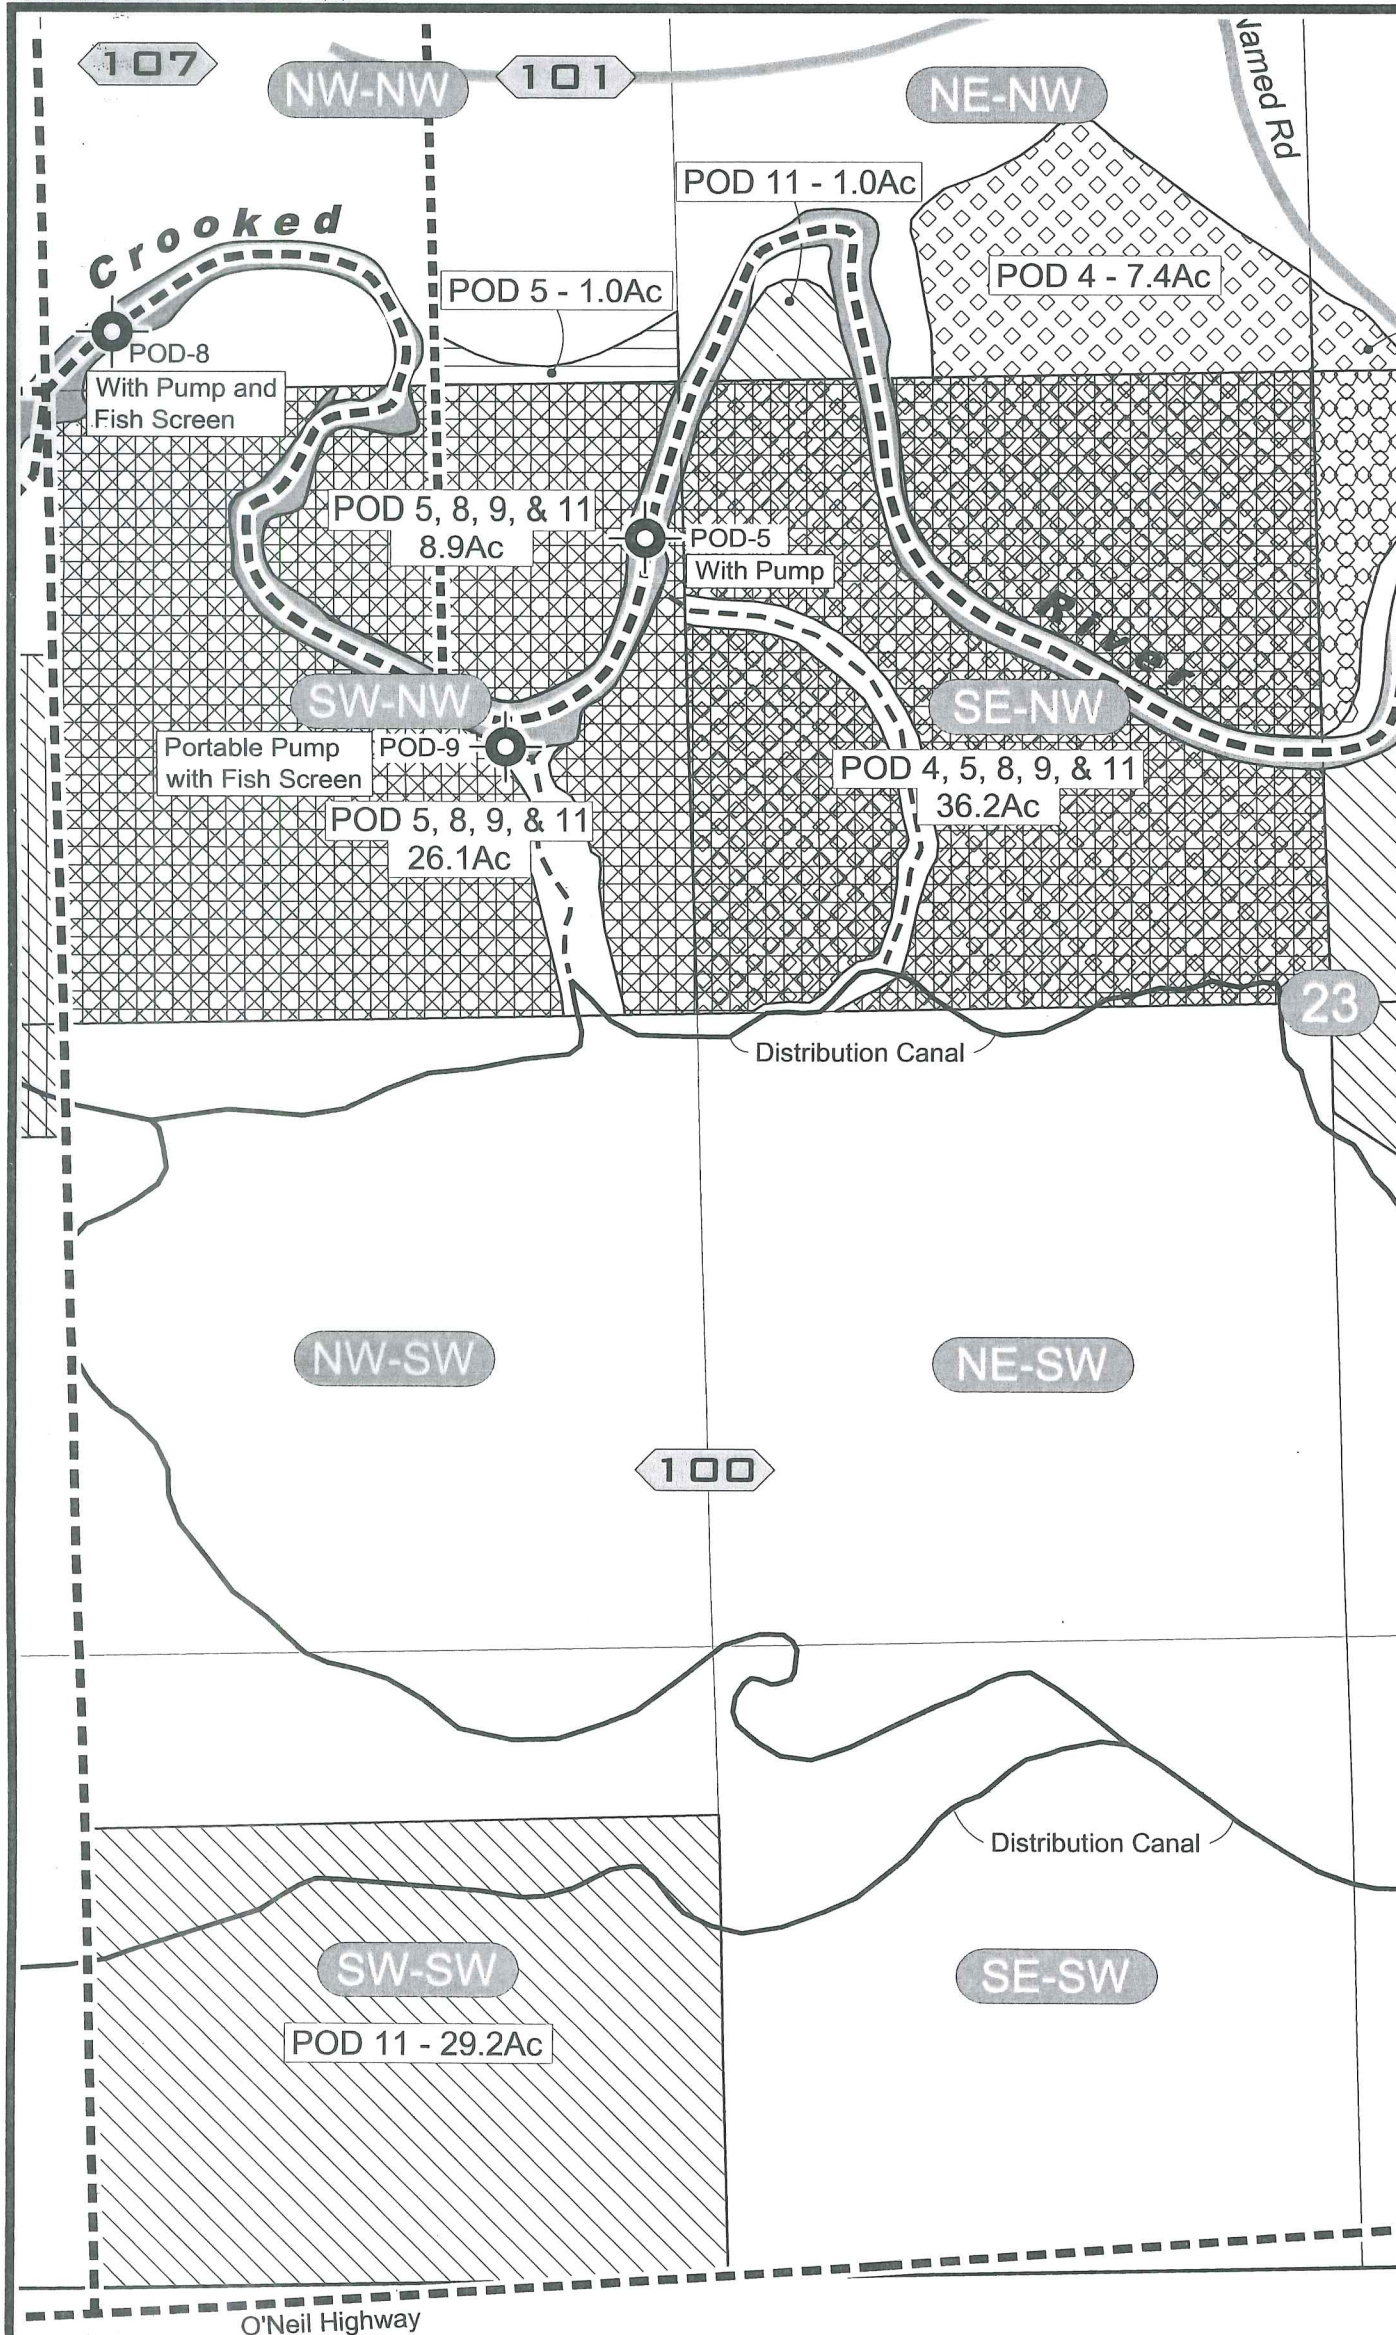 107
NW-NW
101
NE-NW
Named Rd
POD 11 - 1.0Ac
Crooked
POD 5 - 1.0Ac
POD 4 - 7.4Ac
POD-8
With Pump and
Fish Screen
POD 5, 8, 9, & 11
8.9Ac
POD-5
With Pump
River
SW-NW
SE-NW
Portable Pump
with Fish Screen
POD-9
POD 4, 5, 8, 9, & 11
36.2Ac
POD 5, 8, 9, & 11
26.1Ac
23
Distribution Canal
NW-SW
NE-SW
100
Distribution Canal
SW-SW
SE-SW
POD 11 - 29.2Ac
O'Neil Highway